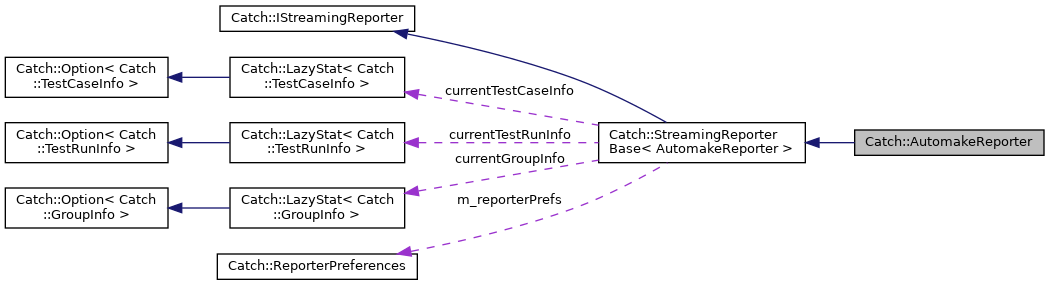 Catch::IStreamingReporter
Catch::Option< Catch
::TestCaseInfo >
Catch::LazyStat< Catch
::TestCaseInfo >
currentTestCaseInfo
Catch::Option< Catch
::TestRunInfo >
Catch::LazyStat< Catch
::TestRunInfo >
currentTestRunInfo
Catch::StreamingReporter
Base< AutomakeReporter >
Catch::AutomakeReporter
currentGroupInfo
Catch::Option< Catch
::GroupInfo >
Catch::LazyStat< Catch
::GroupInfo >
m_reporterPrefs
Catch::ReporterPreferences